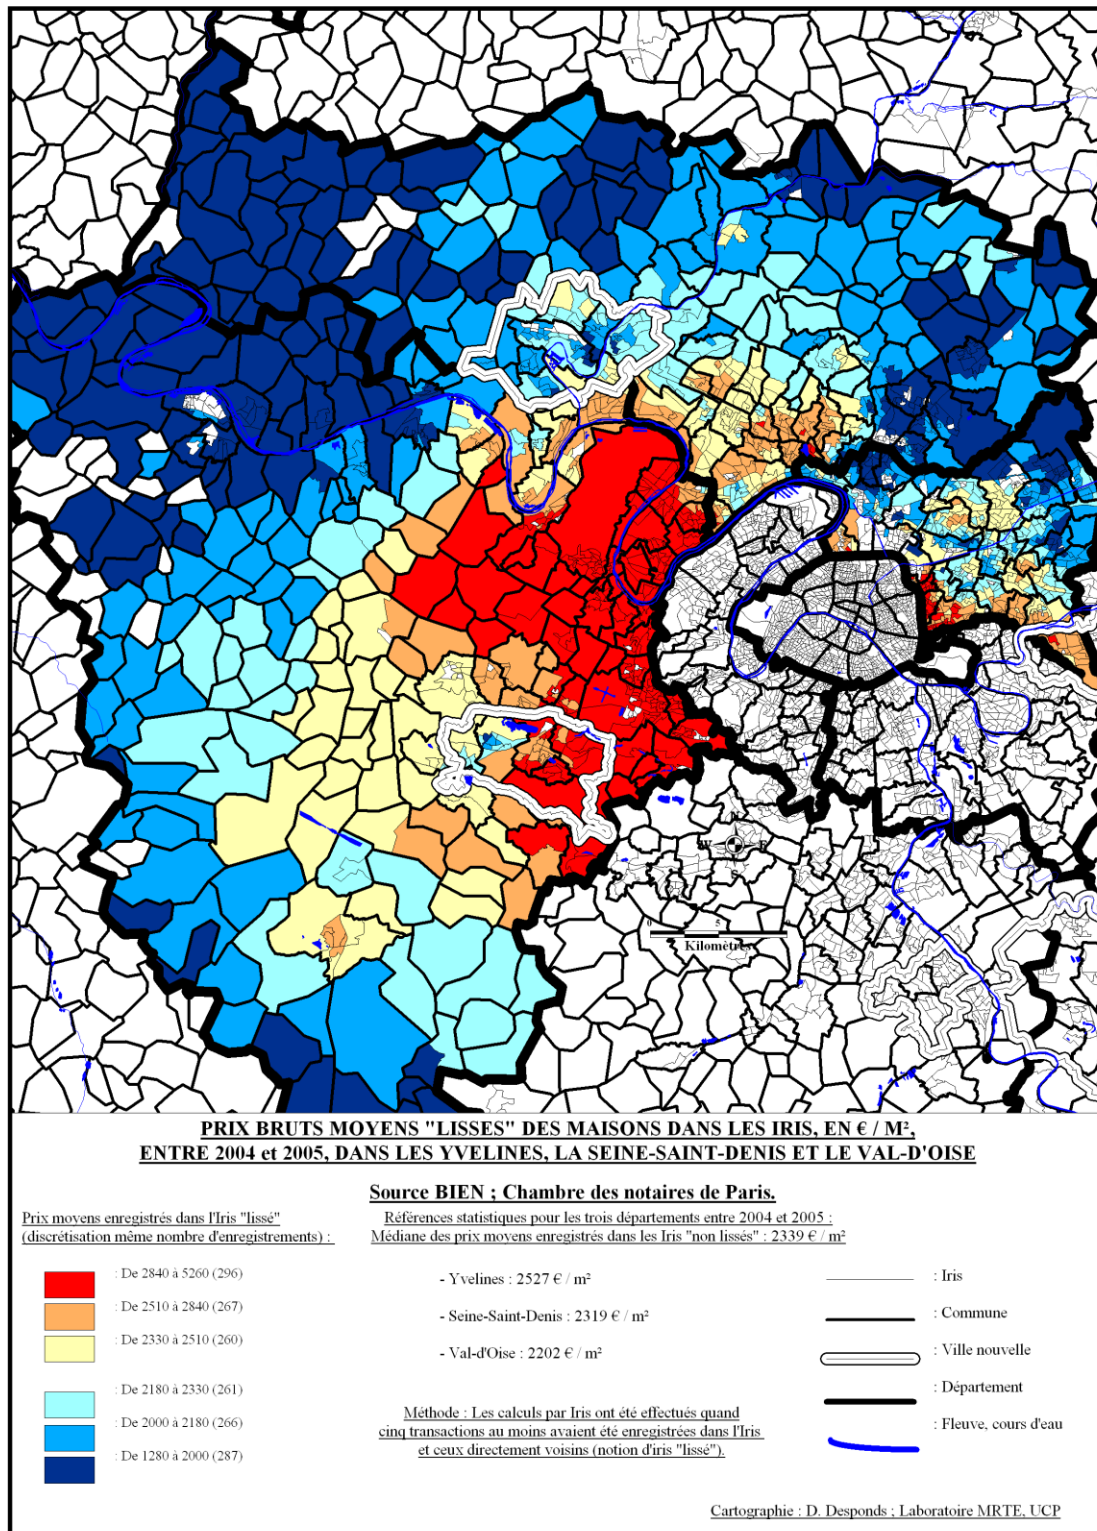 N
W E
S
0 5
Kilomètres
PRIX BRUTS MOYENS "LISSES" DES MAISONS DANS LES IRIS, EN € / M²,
ENTRE 2004 et 2005, DANS LES YVELINES, LA SEINE-SAINT-DENIS ET LE VAL-D'OISE
Source BIEN ; Chambre des notaires de Paris.
Prix moyens enregistrés dans l'Iris "lissé"
(discrétisation même nombre d'enregistrements) :
: De 2840 à 5260 (296)
: De 2510 à 2840 (267)
: De 2330 à 2510 (260)
: De 2180 à 2330 (261)
: De 2000 à 2180 (266)
: De 1280 à 2000 (287)
Références statistiques pour les trois départements entre 2004 et 2005 :
Médiane des prix moyens enregistrés dans les Iris "non lissés" : 2339 € / m²
- Yvelines : 2527 € / m²
- Seine-Saint-Denis : 2319 € / m²
- Val-d'Oise : 2202 € / m²
Méthode : Les calculs par Iris ont été effectués quand
cinq transactions au moins avaient été enregistrées dans l'Iris
et ceux directement voisins (notion d'iris "lissé").
: Iris
: Commune
: Ville nouvelle
: Département
: Fleuve, cours d'eau
Cartographie : D. Desponds ; Laboratoire MRTE, UCP